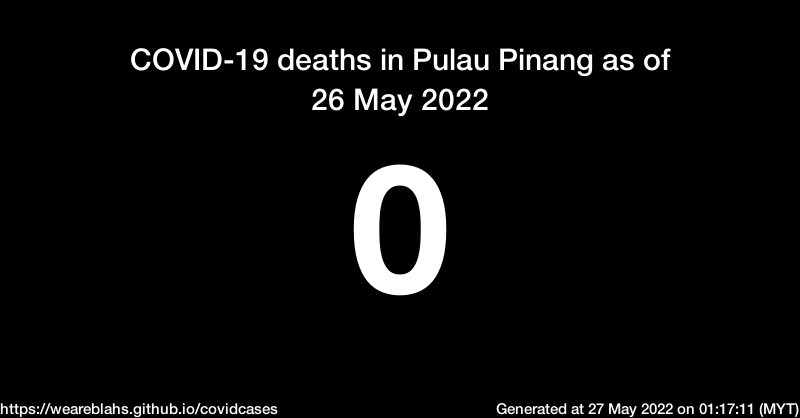 COVID-19 deaths in Pulau Pinang as of
26 May 2022
0
https://weareblahs.github.io/covidcases
Generated at 27 May 2022 on 01:17:11 (MYT)